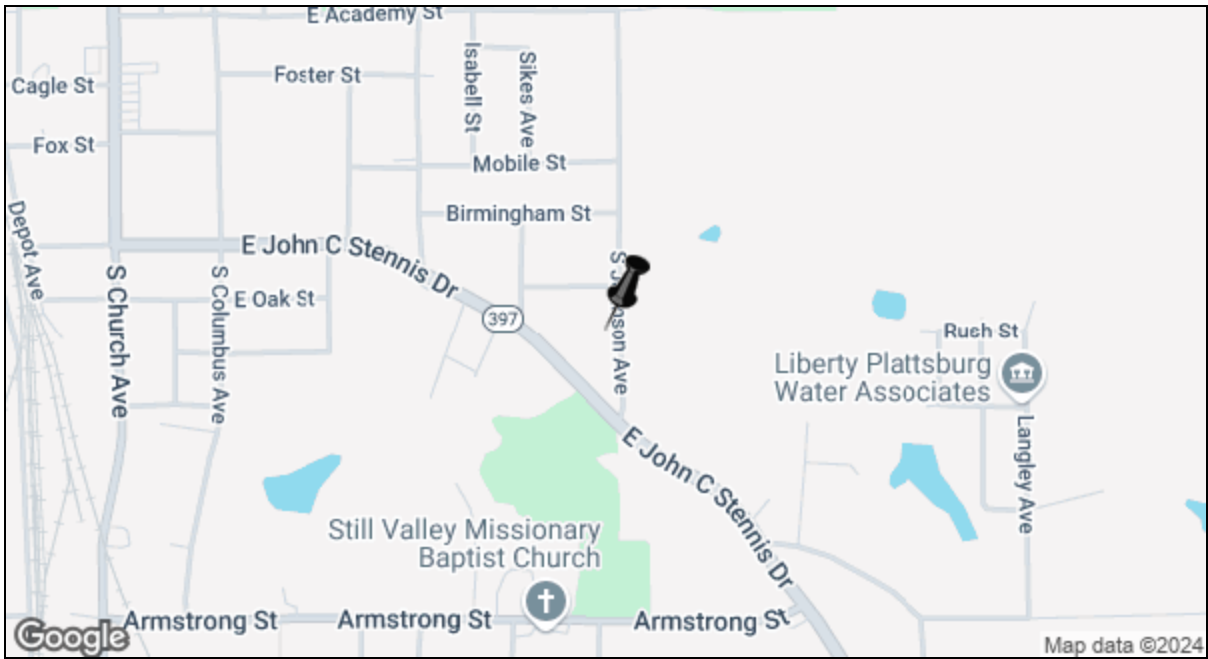 E Academy St
Cagle St
Foster St
Isabell St
Sikes Ave
Fox St
Mobile St
Depot Ave
Birmingham St
E John C Stennis Dr
S Church Ave
S Columbus Ave
E Oak St
397
Rush St
Liberty Plattsburg
Water Associates
Langley Ave
E John C Stennis Dr
Still Valley Missionary
Baptist Church
Armstrong St
Armstrong St
Armstrong St
Google
Map data ©2024